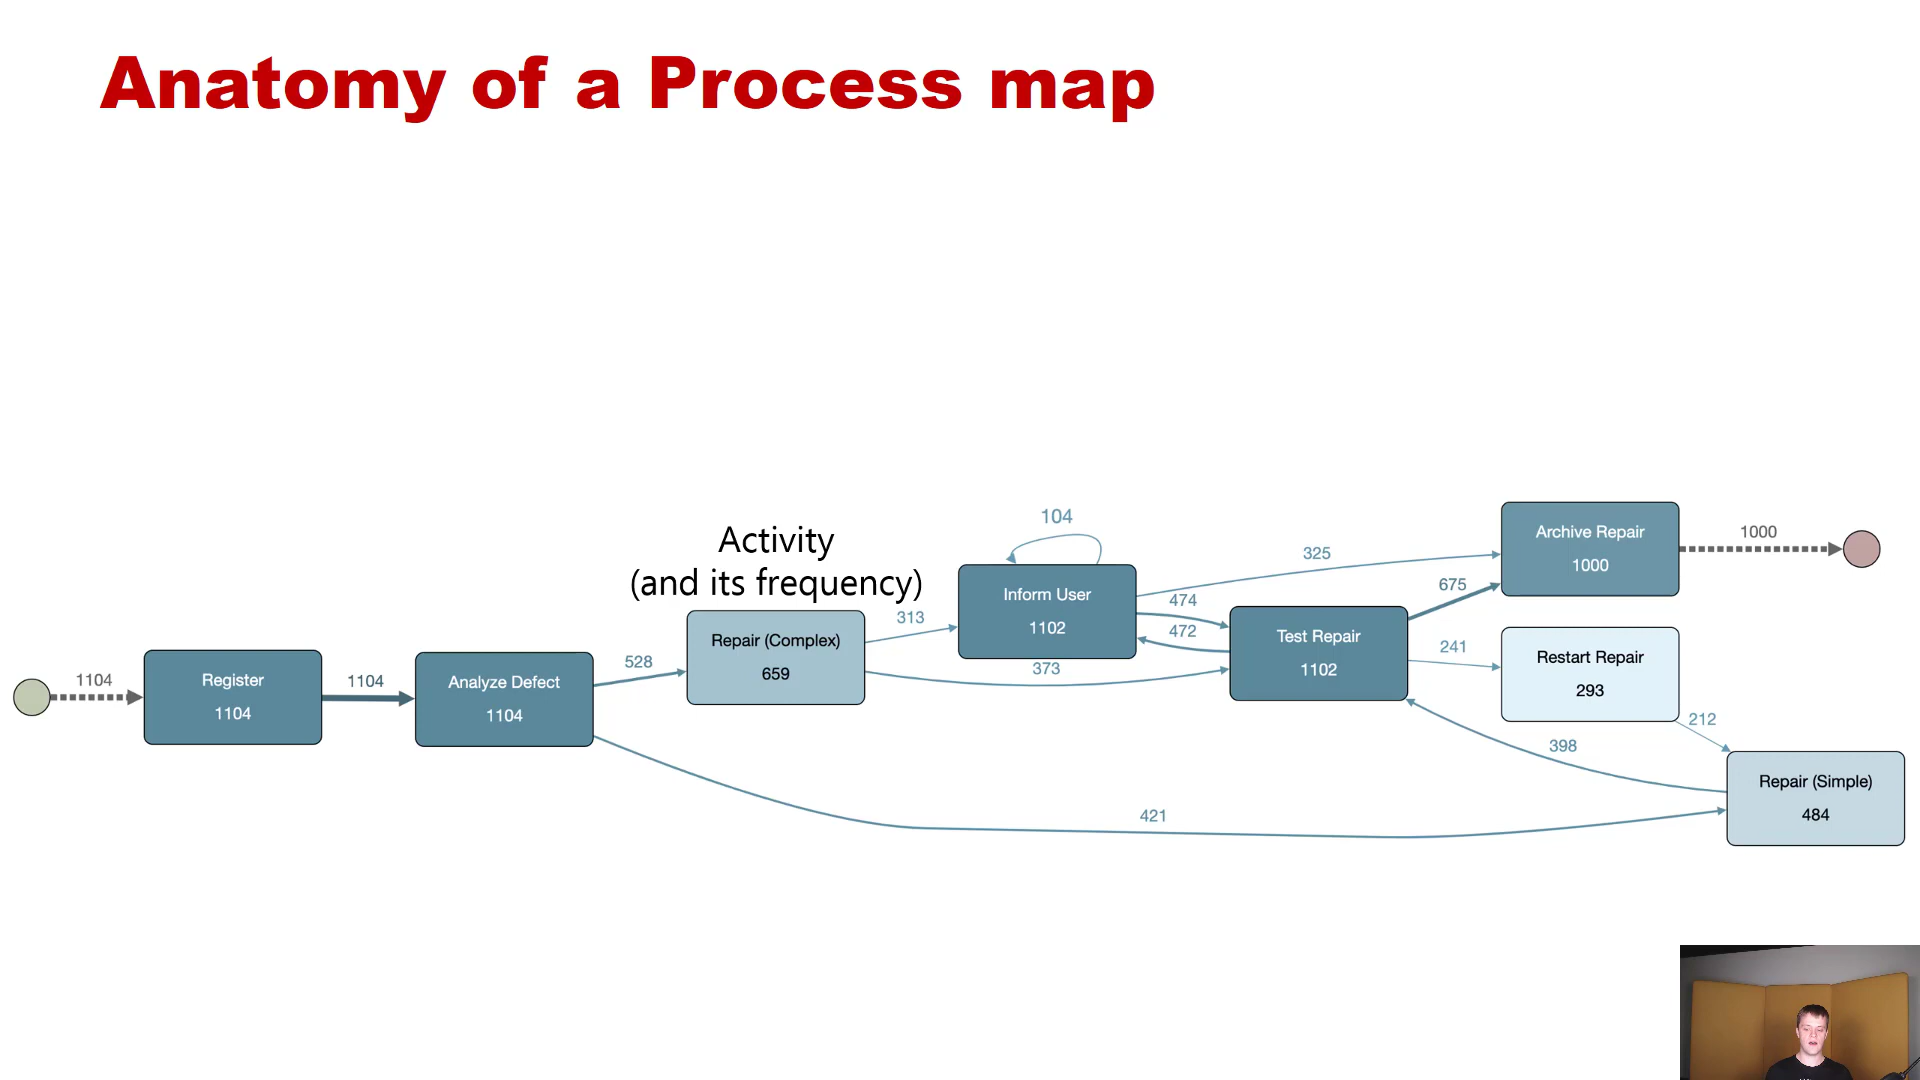 Anatomy of a Process map
Activity
(and its frequency)
1104
Register
1104
1104
Analyze Defect
1104
528
421
Repair (Complex)
659
313
373
104
Inform User
1102
325
474
472
Test Repair
1102
675
241
Archive Repair
1000
1000
Restart Repair
293
212
398
Repair (Simple)
484